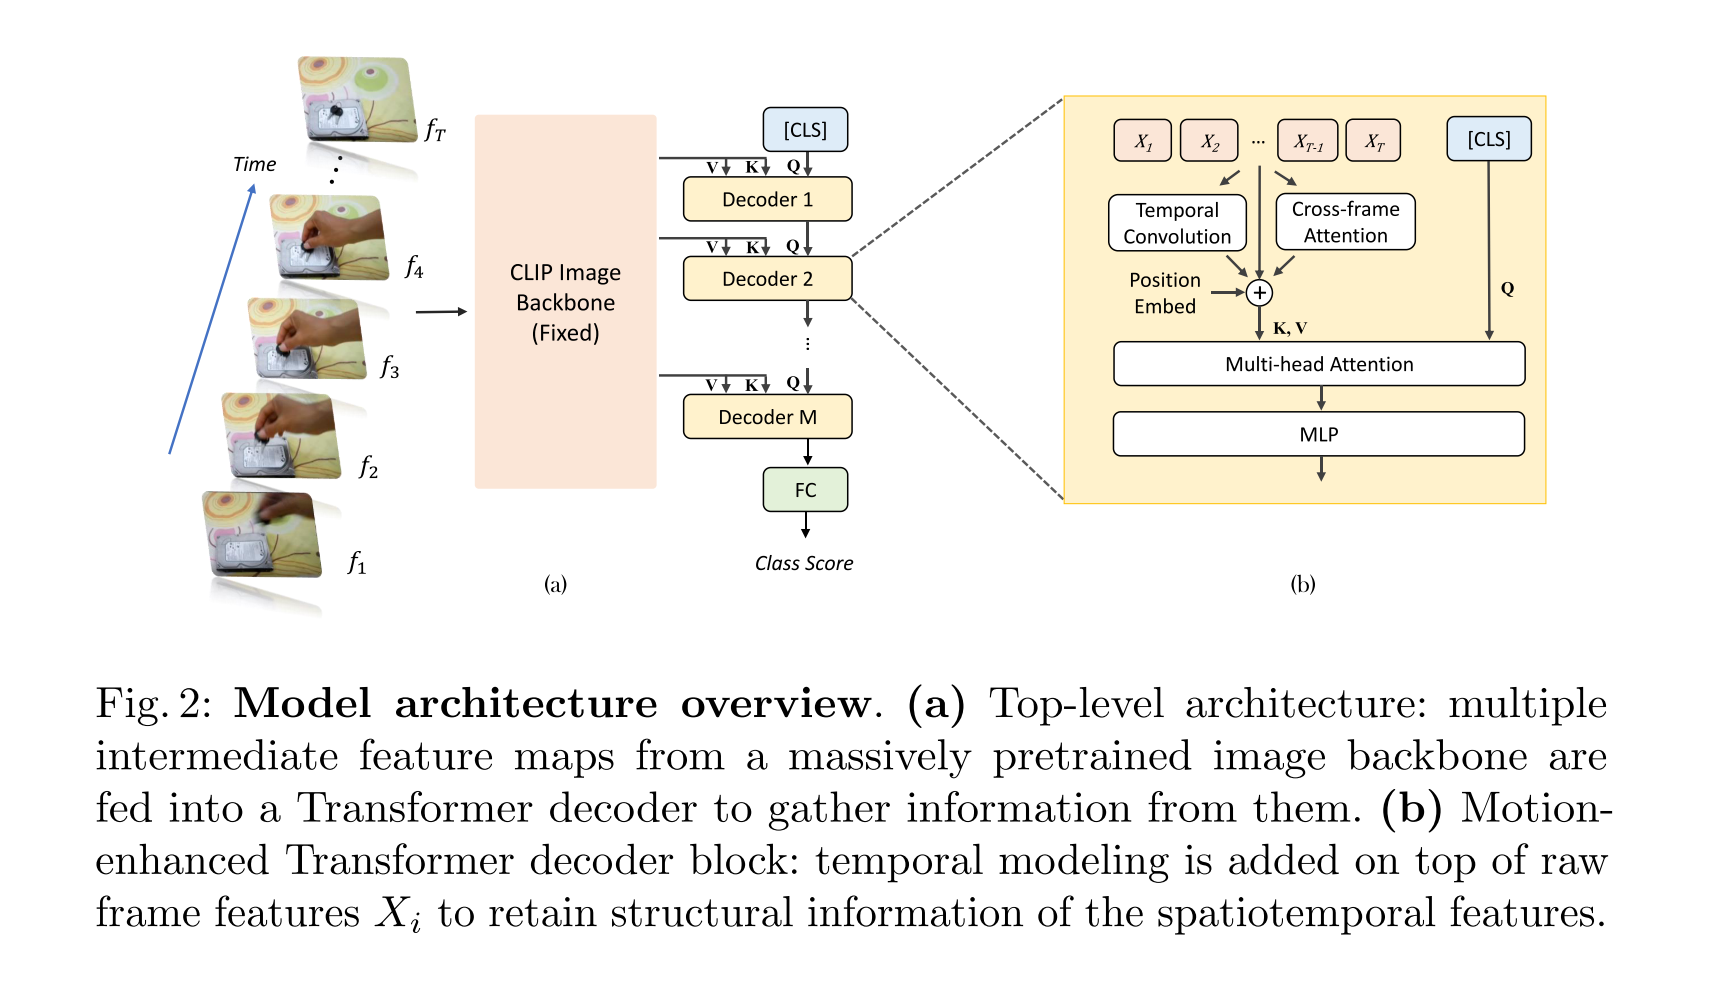 f_T
Time
f_4
f_3
f_2
f_1
CLIP Image
Backbone
(Fixed)
[CLS]
V K Q
Decoder 1
V K Q
Decoder 2
...
V K Q
Decoder M
FC
Class Score
(a)
X_1 X_2 ... X_{T-1} X_T [CLS]
Temporal
Convolution
Cross-frame
Attention
Position
Embed
+
Q
K, V
Multi-head Attention
MLP
(b)
Fig. 2: Model architecture overview. (a) Top-level architecture: multiple
intermediate feature maps from a massively pretrained image backbone are
fed into a Transformer decoder to gather information from them. (b) Motion-
enhanced Transformer decoder block: temporal modeling is added on top of raw
frame features X_i to retain structural information of the spatiotemporal features.